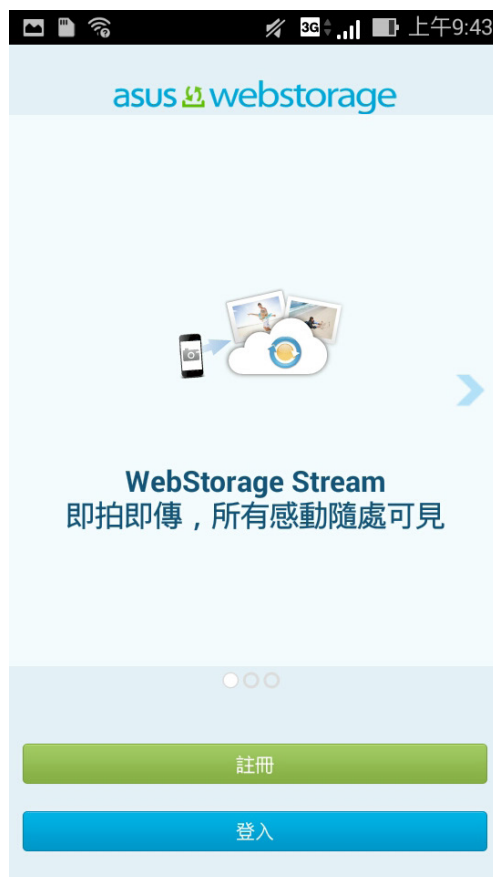 3G 上午9:43
asus webstorage
WebStorage Stream
即拍即傳，所有感動隨處可見
註冊
登入